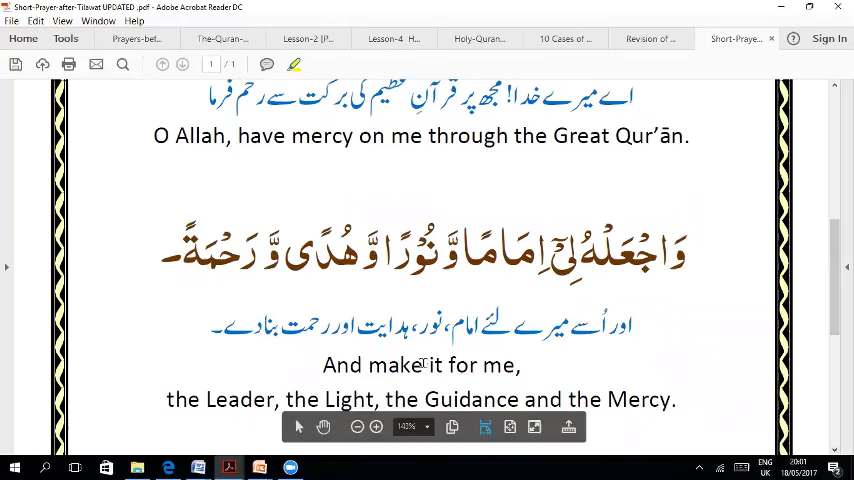 Short-Prayer-after-Tilawat UPDATED .pdf - Adobe Acrobat Reader DC
File Edit View Window Help
Home Tools Prayers-bef... The-Quran-... Lesson-2 [P... Lesson-4 H... Holy-Quran... 10 Cases of ... Revision of ... Short-Praye... × Sign In
1 / 1
اے میرے خدا! مجھ پر قرآنِ عظیم کی برکت سے رحم فرما
O Allah, have mercy on me through the Great Qur’ān.
وَاجْعَلْهُ لِیْٓ اِمَامًا وَّ نُوْرًا وَّ هُدًی وَّ رَحْمَةً۔
اور اُسے میرے لئے امام، نور، ہدایت اور رحمت بنادے۔
And make it for me,
the Leader, the Light, the Guidance and the Mercy.
143%
ENG 20:01
UK 18/05/2017 2